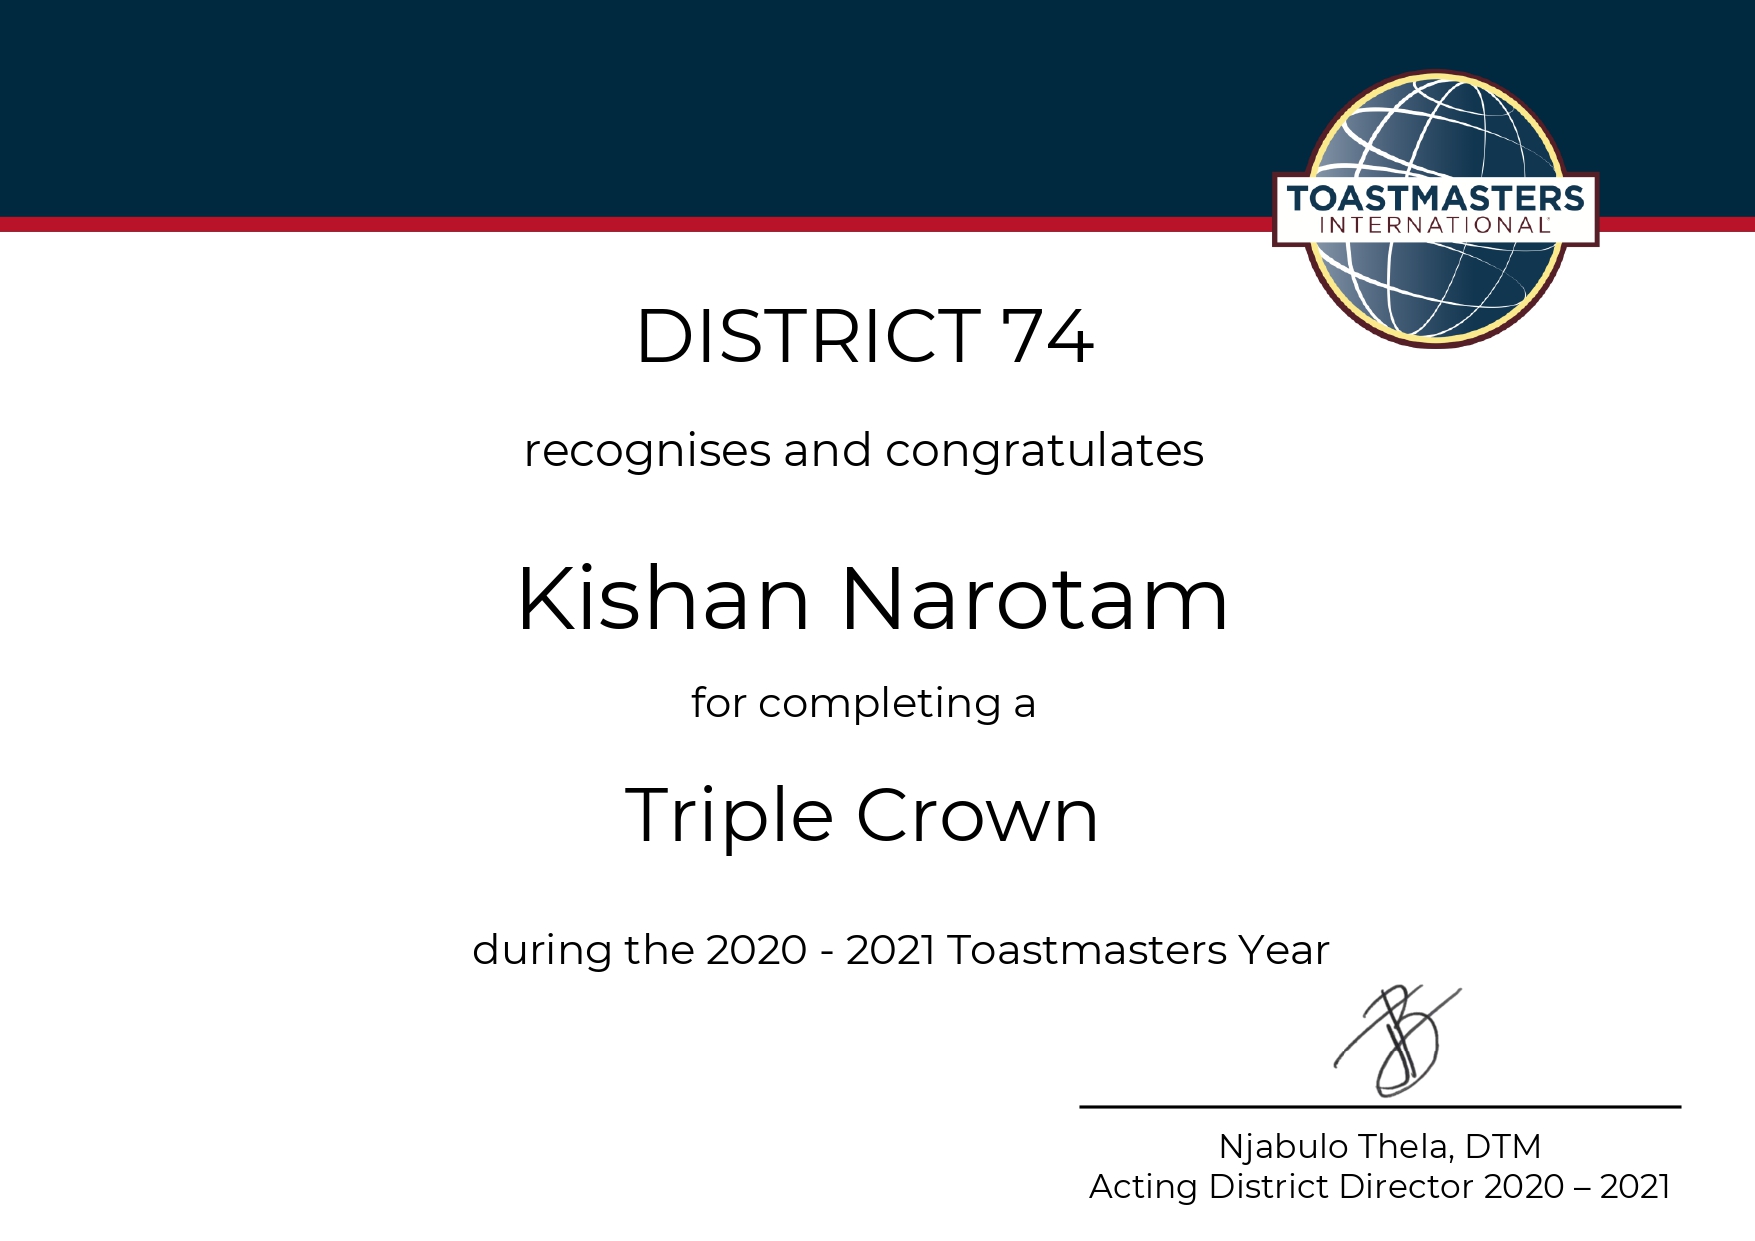 TOASTMASTERS
INTERNATIONAL
DISTRICT 74
recognises and congratulates
Kishan Narotam
for completing a
Triple Crown
during the 2020 - 2021 Toastmasters Year
Njabulo Thela, DTM
Acting District Director 2020 – 2021